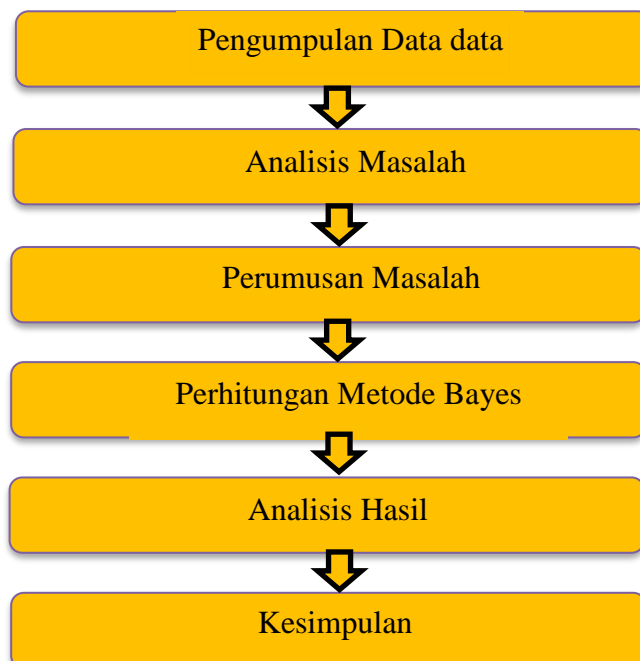 Pengumpulan Data data
Analisis Masalah
Perumusan Masalah
Perhitungan Metode Bayes
Analisis Hasil
Kesimpulan